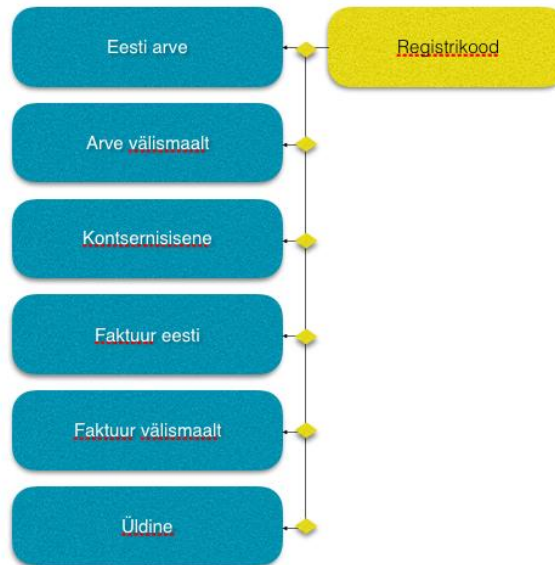 Eesti arve
Registrikood
Arve välismaalt
Kontsernisisene
Faktuur eesti
Faktuur välismaalt
Üldine